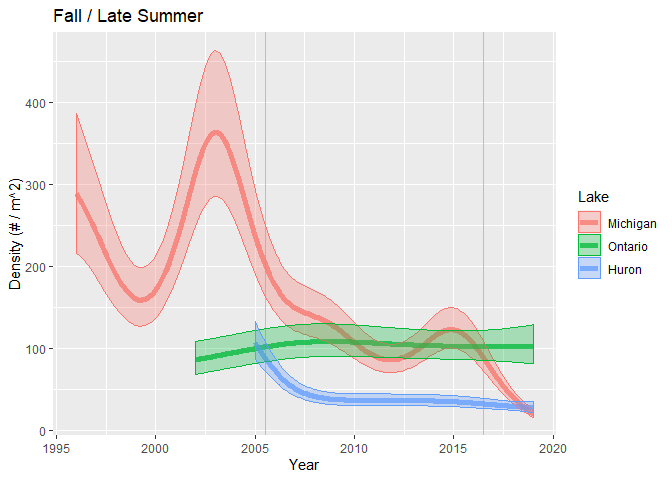 Fall / Late Summer
Density (# / m^2)
400
300
200
100
0
1995 2000 2005 2010 2015 2020
Year
Lake
Michigan
Ontario
Huron